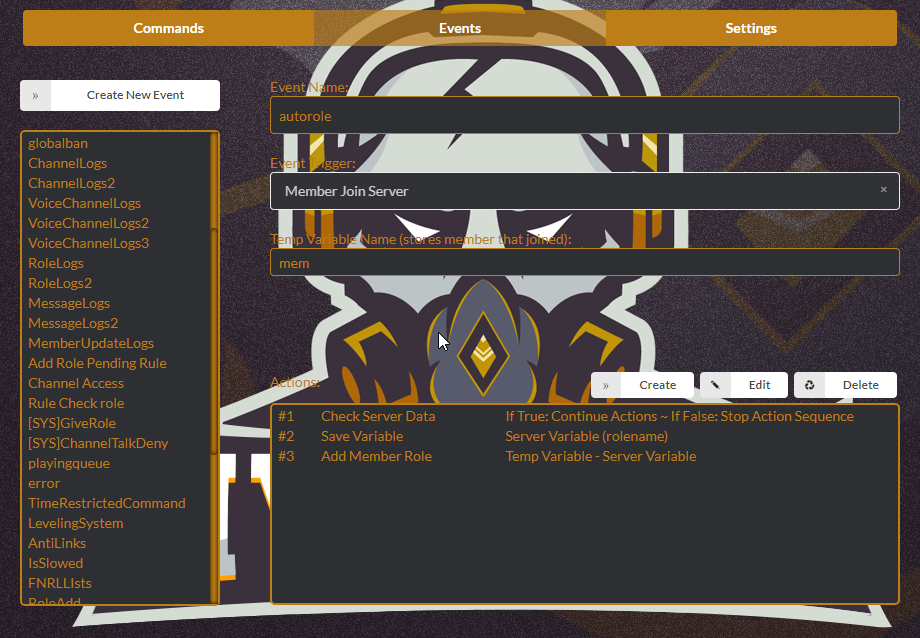 Commands Events Settings
» Create New Event
globalban
ChannelLogs
ChannelLogs2
VoiceChannelLogs
VoiceChannelLogs2
VoiceChannelLogs3
RoleLogs
RoleLogs2
MessageLogs
MessageLogs2
MemberUpdateLogs
Add Role Pending Rule
Channel Access
Rule Check role
[SYS]GiveRole
[SYS]ChannelTalkDeny
playingqueue
error
TimeRestrictedCommand
LevelingSystem
AntiLinks
IsSlowed
FNRLLIsts
RoleAdd
Event Name:
autorole
Event Trigger:
Member Join Server ×
Temp Variable Name (stores member that joined):
mem
Actions:
» Create Edit Delete
#1 Check Server Data If True: Continue Actions ~ If False: Stop Action Sequence
#2 Save Variable Server Variable (rolename)
#3 Add Member Role Temp Variable - Server Variable